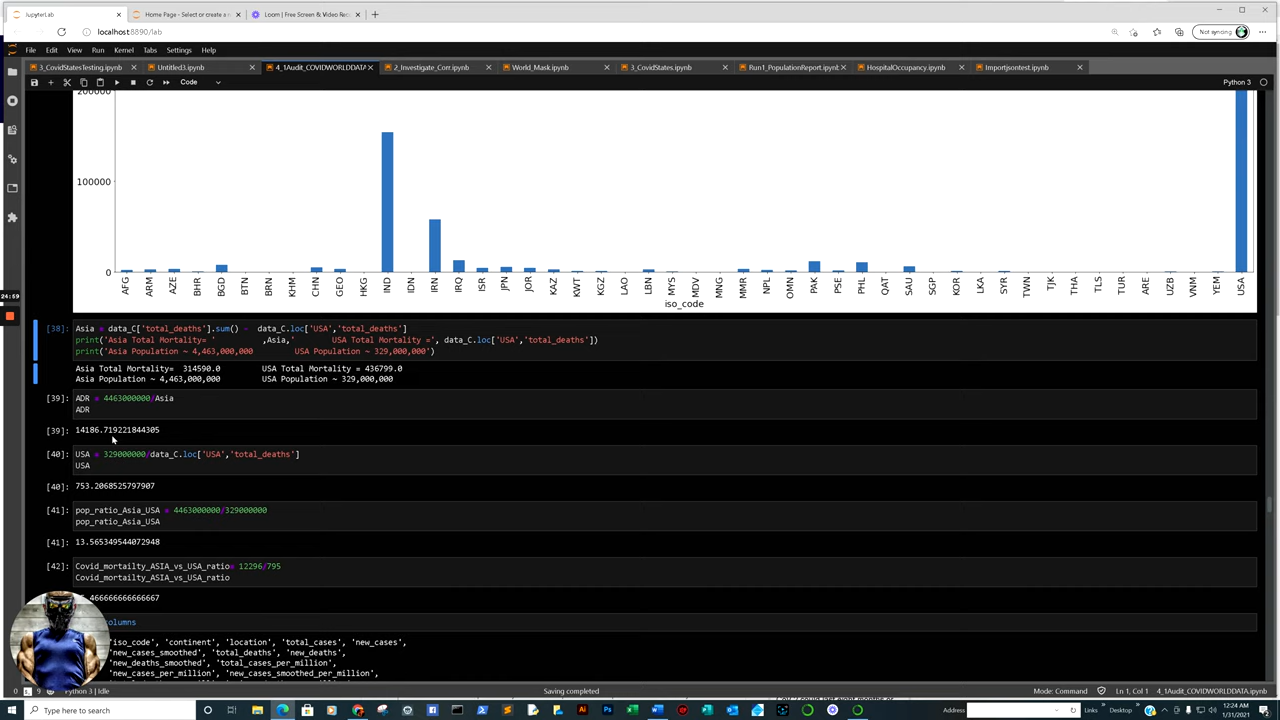 JupyterLab
Home Page - Select or create a n
Loom | Free Screen & Video Rec
localhost:8890/lab
Not syncing
File Edit View Run Kernel Tabs Settings Help
3_CovidStatesTesting.ipynb
Untitled3.ipynb
4_1Audit_COVIDWORLDDATA
2_Investigate_Corr.ipynb
World_Mask.ipynb
3_CovidStates.ipynb
Run1_PopulationReport.ipynb
HospitalOccupancy.ipynb
Importjsontest.ipynb
Code
Python 3
200000
100000
AFG ARM AZE BHR BGD BTN BRN KHM CHN GEO HKG IND IDN IRN IRQ ISR JPN JOR KAZ KWT KGZ LAO LBN MYS MDV MNG MMR NPL OMN PAK PSE PHL QAT SAU SGP KOR LKA SYR TWN TJK THA TLS TUR ARE UZB VNM YEM USA
iso_code
24:59
[38]: Asia = data_C['total_deaths'].sum() - data_C.loc['USA','total_deaths']
print('Asia Total Mortality= ' ,Asia,' USA Total Mortality =', data_C.loc['USA','total_deaths'])
print('Asia Population ~ 4,463,000,000 USA Population ~ 329,000,000')
Asia Total Mortality= 314590.0 USA Total Mortality = 436799.0
Asia Population ~ 4,463,000,000 USA Population ~ 329,000,000
[39]: ADR = 4463000000/Asia
ADR
[39]: 14186.719221844305
[40]: USA = 329000000/data_C.loc['USA','total_deaths']
USA
[40]: 753.2068525797907
[41]: pop_ratio_Asia_USA = 4463000000/329000000
pop_ratio_Asia_USA
[41]: 13.565349544072948
[42]: Covid_mortailty_ASIA_vs_USA_ratio= 12296/795
Covid_mortailty_ASIA_vs_USA_ratio
.466666666666667
columns
'iso_code', 'continent', 'location', 'total_cases', 'new_cases',
'new_cases_smoothed', 'total_deaths', 'new_deaths',
'new_deaths_smoothed', 'total_cases_per_million',
'new_cases_per_million', 'new_cases_smoothed_per_million',
9
Python 3 | Idle
Saving completed
Mode: Command
Ln 1, Col 1
4_1Audit_COVIDWORLDDATA.ipynb
Type here to search
Address
Links
Desktop
12:24 AM
1/31/2021